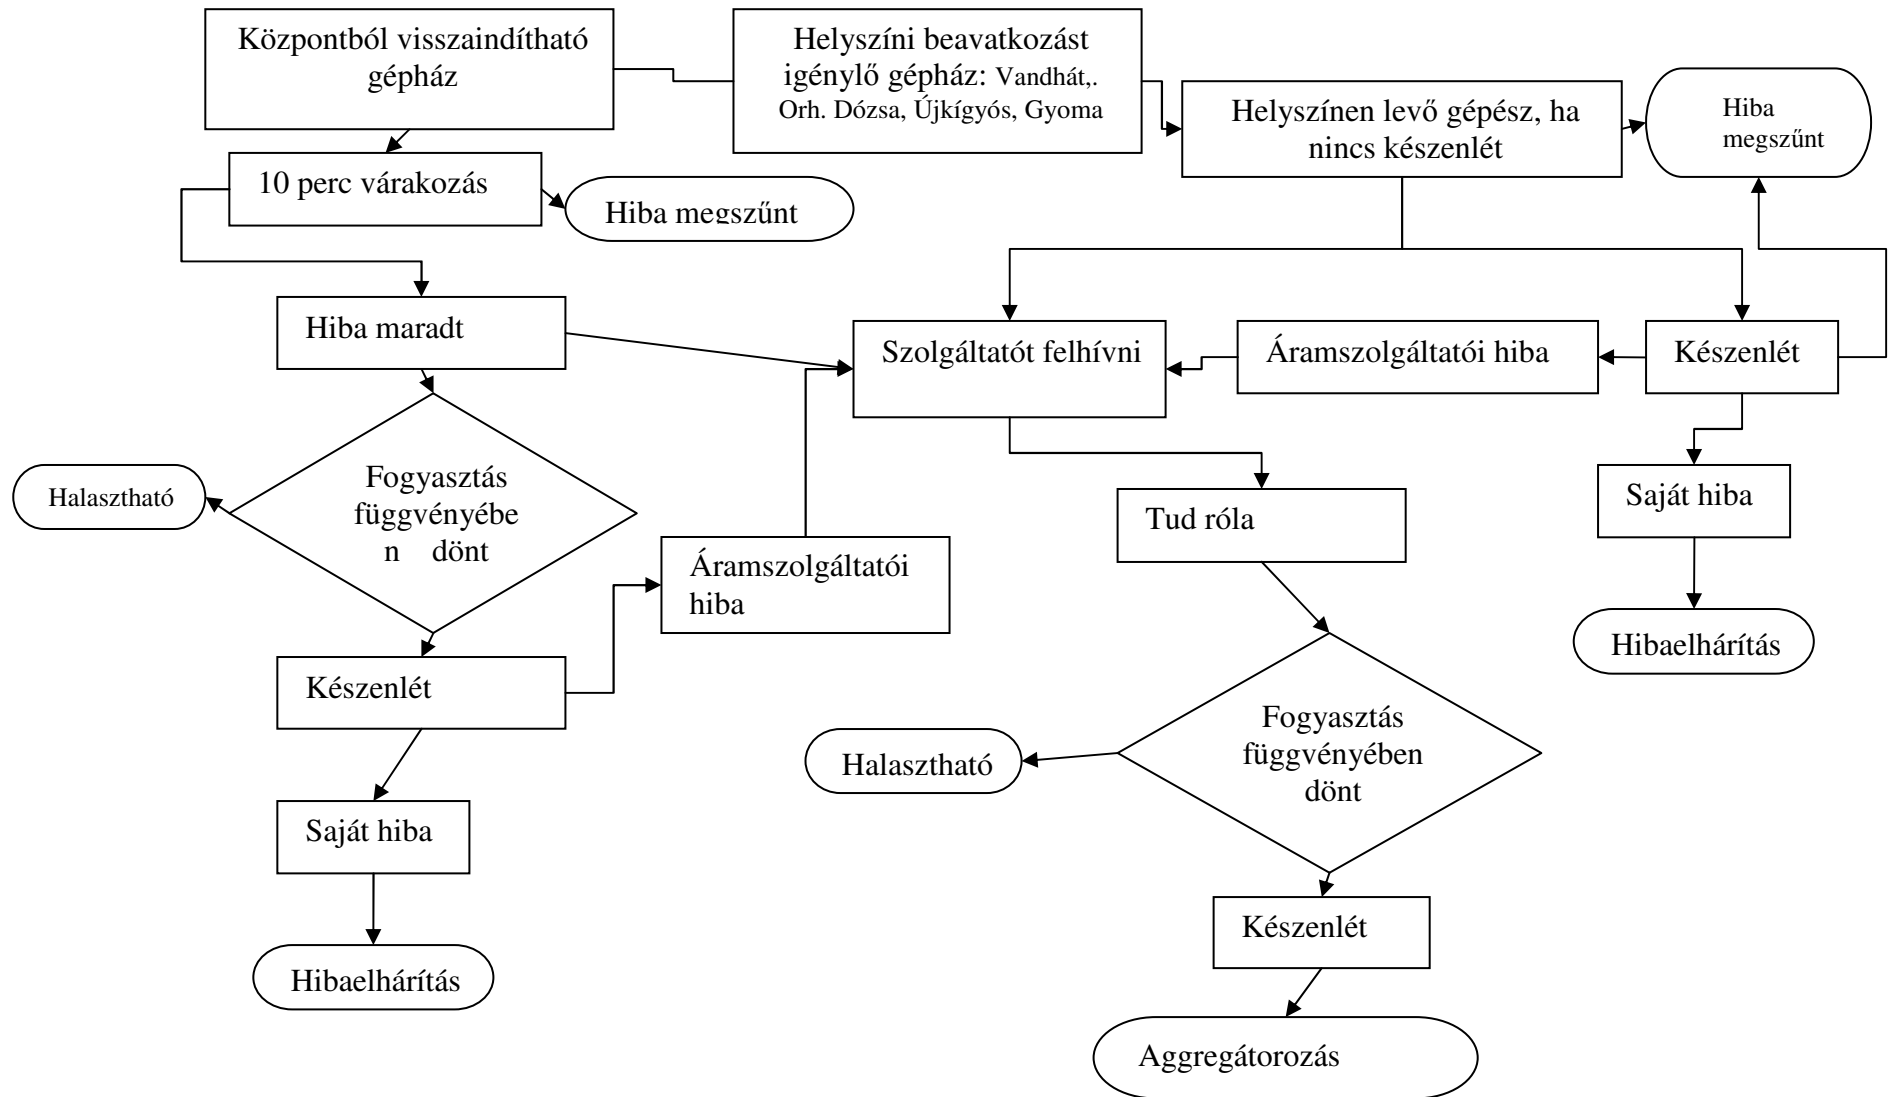 Központból visszaindítható
gépház
Helyszíni beavatkozást
igénylő gépház: Vandhát,.
Orh. Dózsa, Újkígyós, Gyoma
Helyszínen levő gépész, ha
nincs készenlét
Hiba
megszűnt
10 perc várakozás
Hiba megszűnt
Hiba maradt
Szolgáltatót felhívni
Áramszolgáltatói hiba
Készenlét
Halasztható
Fogyasztás
függvényébe
n dönt
Áramszolgáltatói
hiba
Tud róla
Saját hiba
Hibaelhárítás
Készenlét
Halasztható
Fogyasztás
függvényében
dönt
Saját hiba
Készenlét
Hibaelhárítás
Aggregátorozás